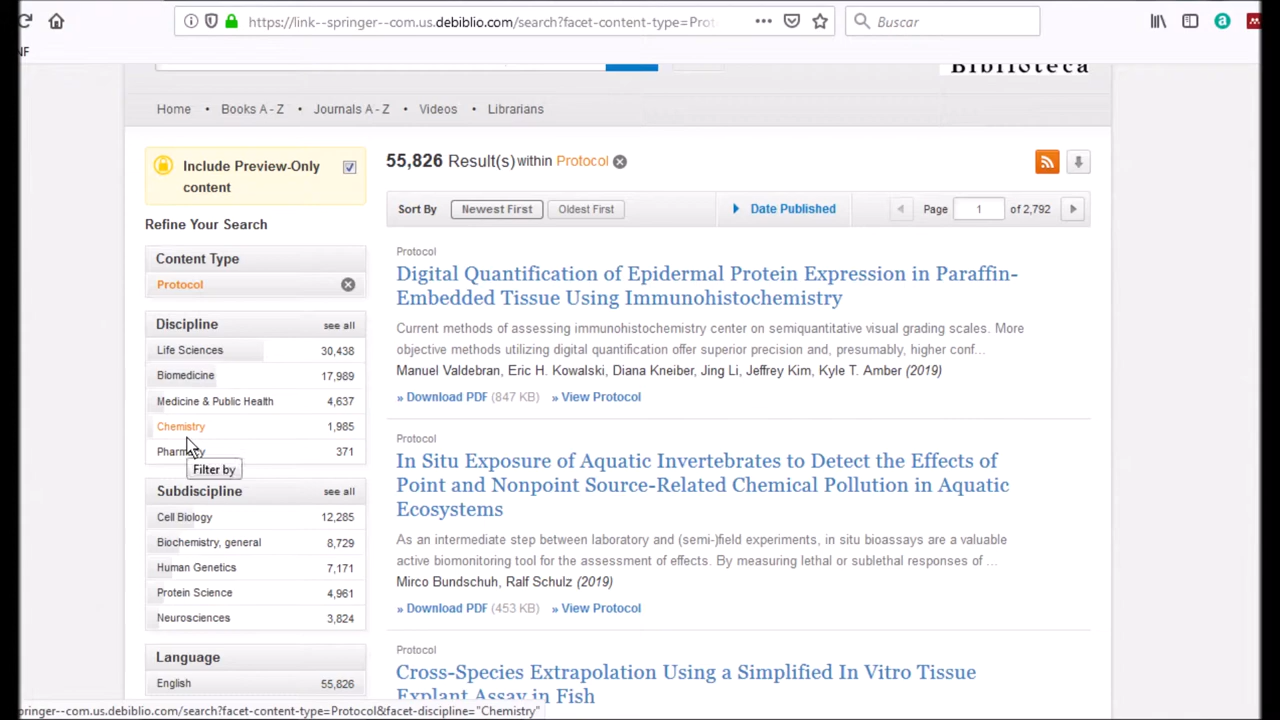 https://link--springer--com.us.debiblio.com/search?facet-content-type=Prot
Buscar
NF
Biblioteca
Home • Books A - Z • Journals A - Z • Videos • Librarians
Include Preview-Only
content
55,826 Result(s) within Protocol
Refine Your Search
Sort By Newest First Oldest First Date Published Page 1 of 2,792
Content Type
Protocol
Discipline see all
Life Sciences 30,438
Biomedicine 17,989
Medicine & Public Health 4,637
Chemistry 1,985
Pharmacy 371
Filter by
Subdiscipline see all
Cell Biology 12,285
Biochemistry, general 8,729
Human Genetics 7,171
Protein Science 4,961
Neurosciences 3,824
Language
English 55,826
Protocol
Digital Quantification of Epidermal Protein Expression in Paraffin-
Embedded Tissue Using Immunohistochemistry
Current methods of assessing immunohistochemistry center on semiquantitative visual grading scales. More
objective methods utilizing digital quantification offer superior precision and, presumably, higher conf...
Manuel Valdebran, Eric H. Kowalski, Diana Kneiber, Jing Li, Jeffrey Kim, Kyle T. Amber (2019)
» Download PDF (847 KB) » View Protocol
Protocol
In Situ Exposure of Aquatic Invertebrates to Detect the Effects of
Point and Nonpoint Source-Related Chemical Pollution in Aquatic
Ecosystems
As an intermediate step between laboratory and (semi-)field experiments, in situ bioassays are a valuable
active biomonitoring tool for the assessment of effects. By measuring lethal or sublethal responses of ...
Mirco Bundschuh, Ralf Schulz (2019)
» Download PDF (453 KB) » View Protocol
Protocol
Cross-Species Extrapolation Using a Simplified In Vitro Tissue
Explant Assay in Fish
pringer--com.us.debiblio.com/search?facet-content-type=Protocol&facet-discipline="Chemistry"